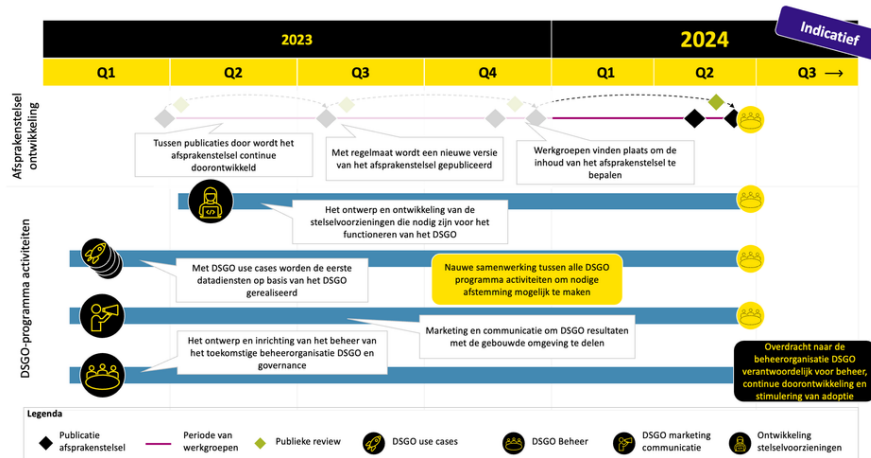 Indicatief
2023
2024
Q1
Q2
Q3
Q4
Q1
Q2
Q3 →
Afsprakenstelsel
ontwikkeling
Tussen publicaties door wordt het
afsprakenstelsel continue
doorontwikkeld
Met regelmaat wordt een nieuwe versie
van het afsprakenstelsel gepubliceerd
Werkgroepen vinden plaats om de
inhoud van het afsprakenstelsel te
bepalen
DSGO-programma activiteiten
Het ontwerp en ontwikkeling van de
stelselvoorzieningen die nodig zijn voor het
functioneren van het DSGO
Met DSGO use cases worden de eerste
datadiensten op basis van het DSGO
gerealiseerd
Nauwe samenwerking tussen alle DSGO
programma activiteiten om nodige
afstemming mogelijk te maken
Marketing en communicatie om DSGO resultaten
met de gebouwde omgeving te delen
Het ontwerp en inrichting van het beheer van
het toekomstige beheerorganisatie DSGO en
governance
Overdracht naar de
beheerorganisatie DSGO
verantwoordelijk voor beheer,
continue doorontwikkeling en
stimulering van adoptie
Legenda
Publicatie
afsprakenstelsel
Periode van
werkgroepen
Publieke review
DSGO use cases
DSGO Beheer
DSGO marketing
communicatie
Ontwikkeling
stelselvoorzieningen